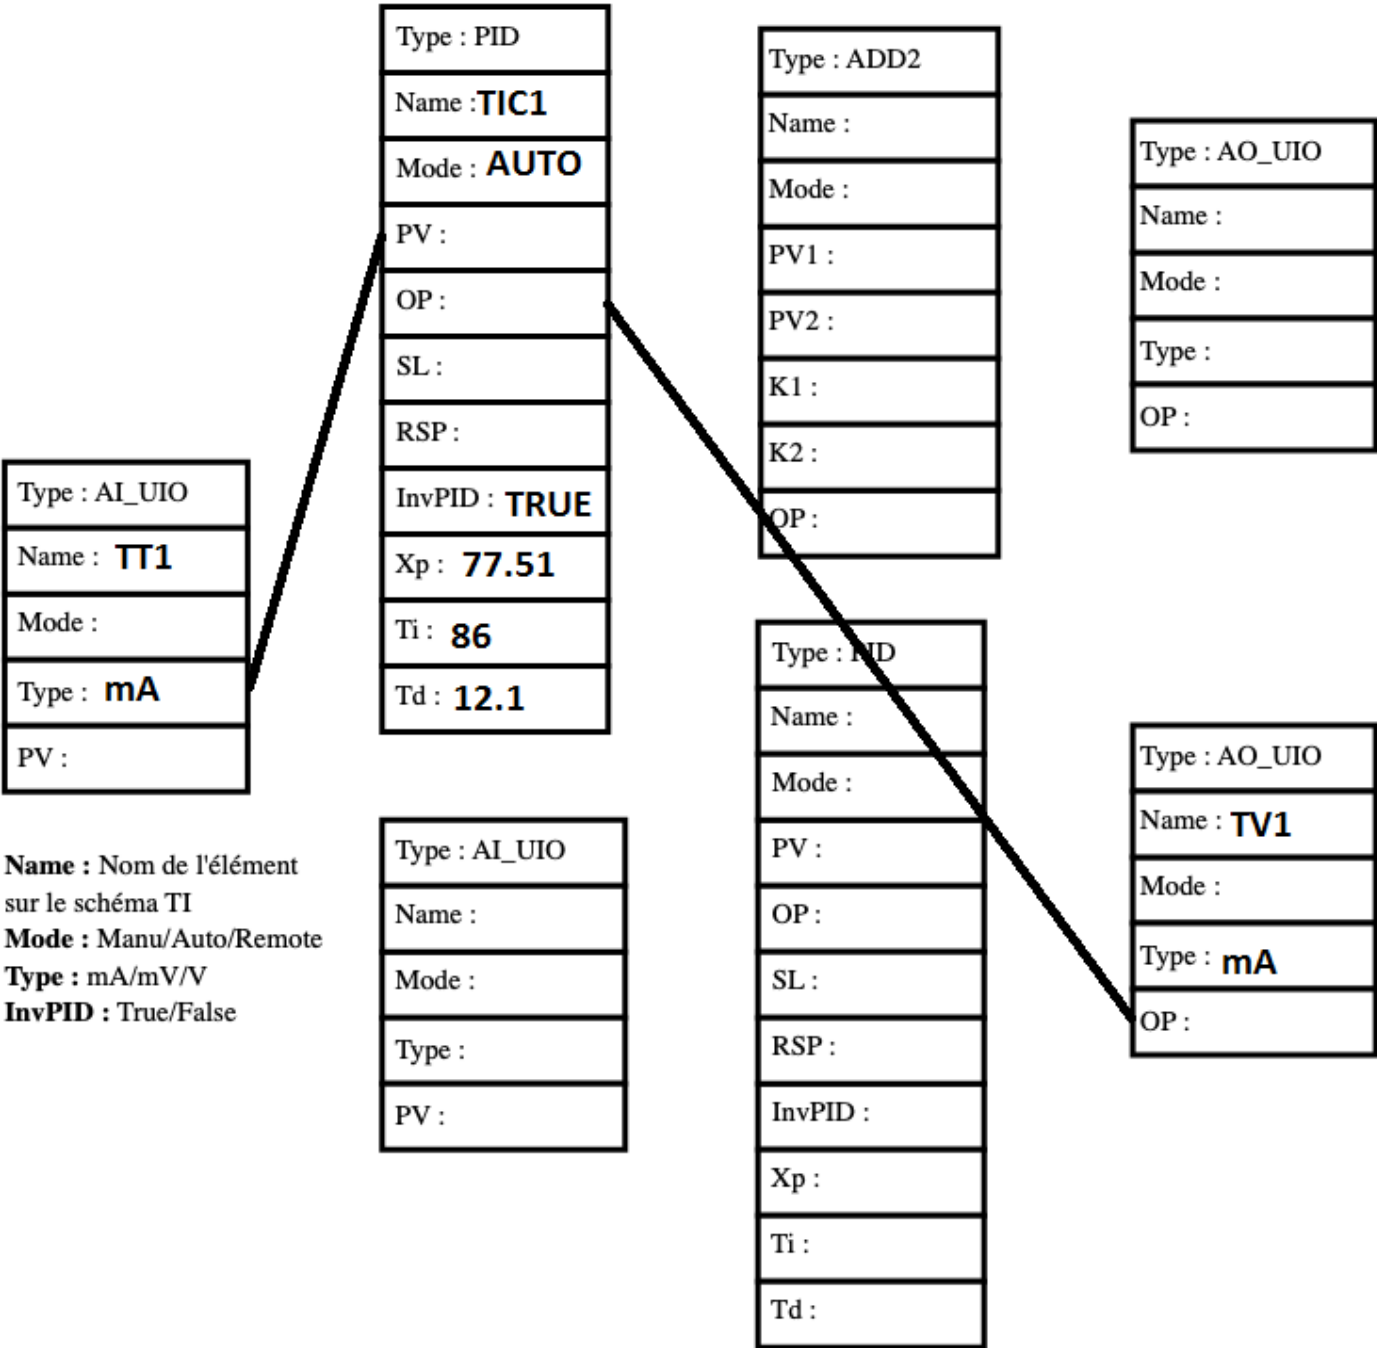 Type : PID
Name :TIC1
Mode : AUTO
PV :
OP :
SL :
RSP :
InvPID : TRUE
Xp : 77.51
Ti : 86
Td : 12.1
Type : ADD2
Name :
Mode :
PV1 :
PV2 :
K1 :
K2 :
OP :
Type : AO_UIO
Name :
Mode :
Type :
OP :
Type : AI_UIO
Name : TT1
Mode :
Type : mA
PV :
Type : PID
Name :
Mode :
PV :
OP :
SL :
RSP :
InvPID :
Xp :
Ti :
Td :
Type : AO_UIO
Name : TV1
Mode :
Type : mA
OP :
Type : AI_UIO
Name :
Mode :
Type :
PV :
Name : Nom de l'élément
sur le schéma TI
Mode : Manu/Auto/Remote
Type : mA/mV/V
InvPID : True/False